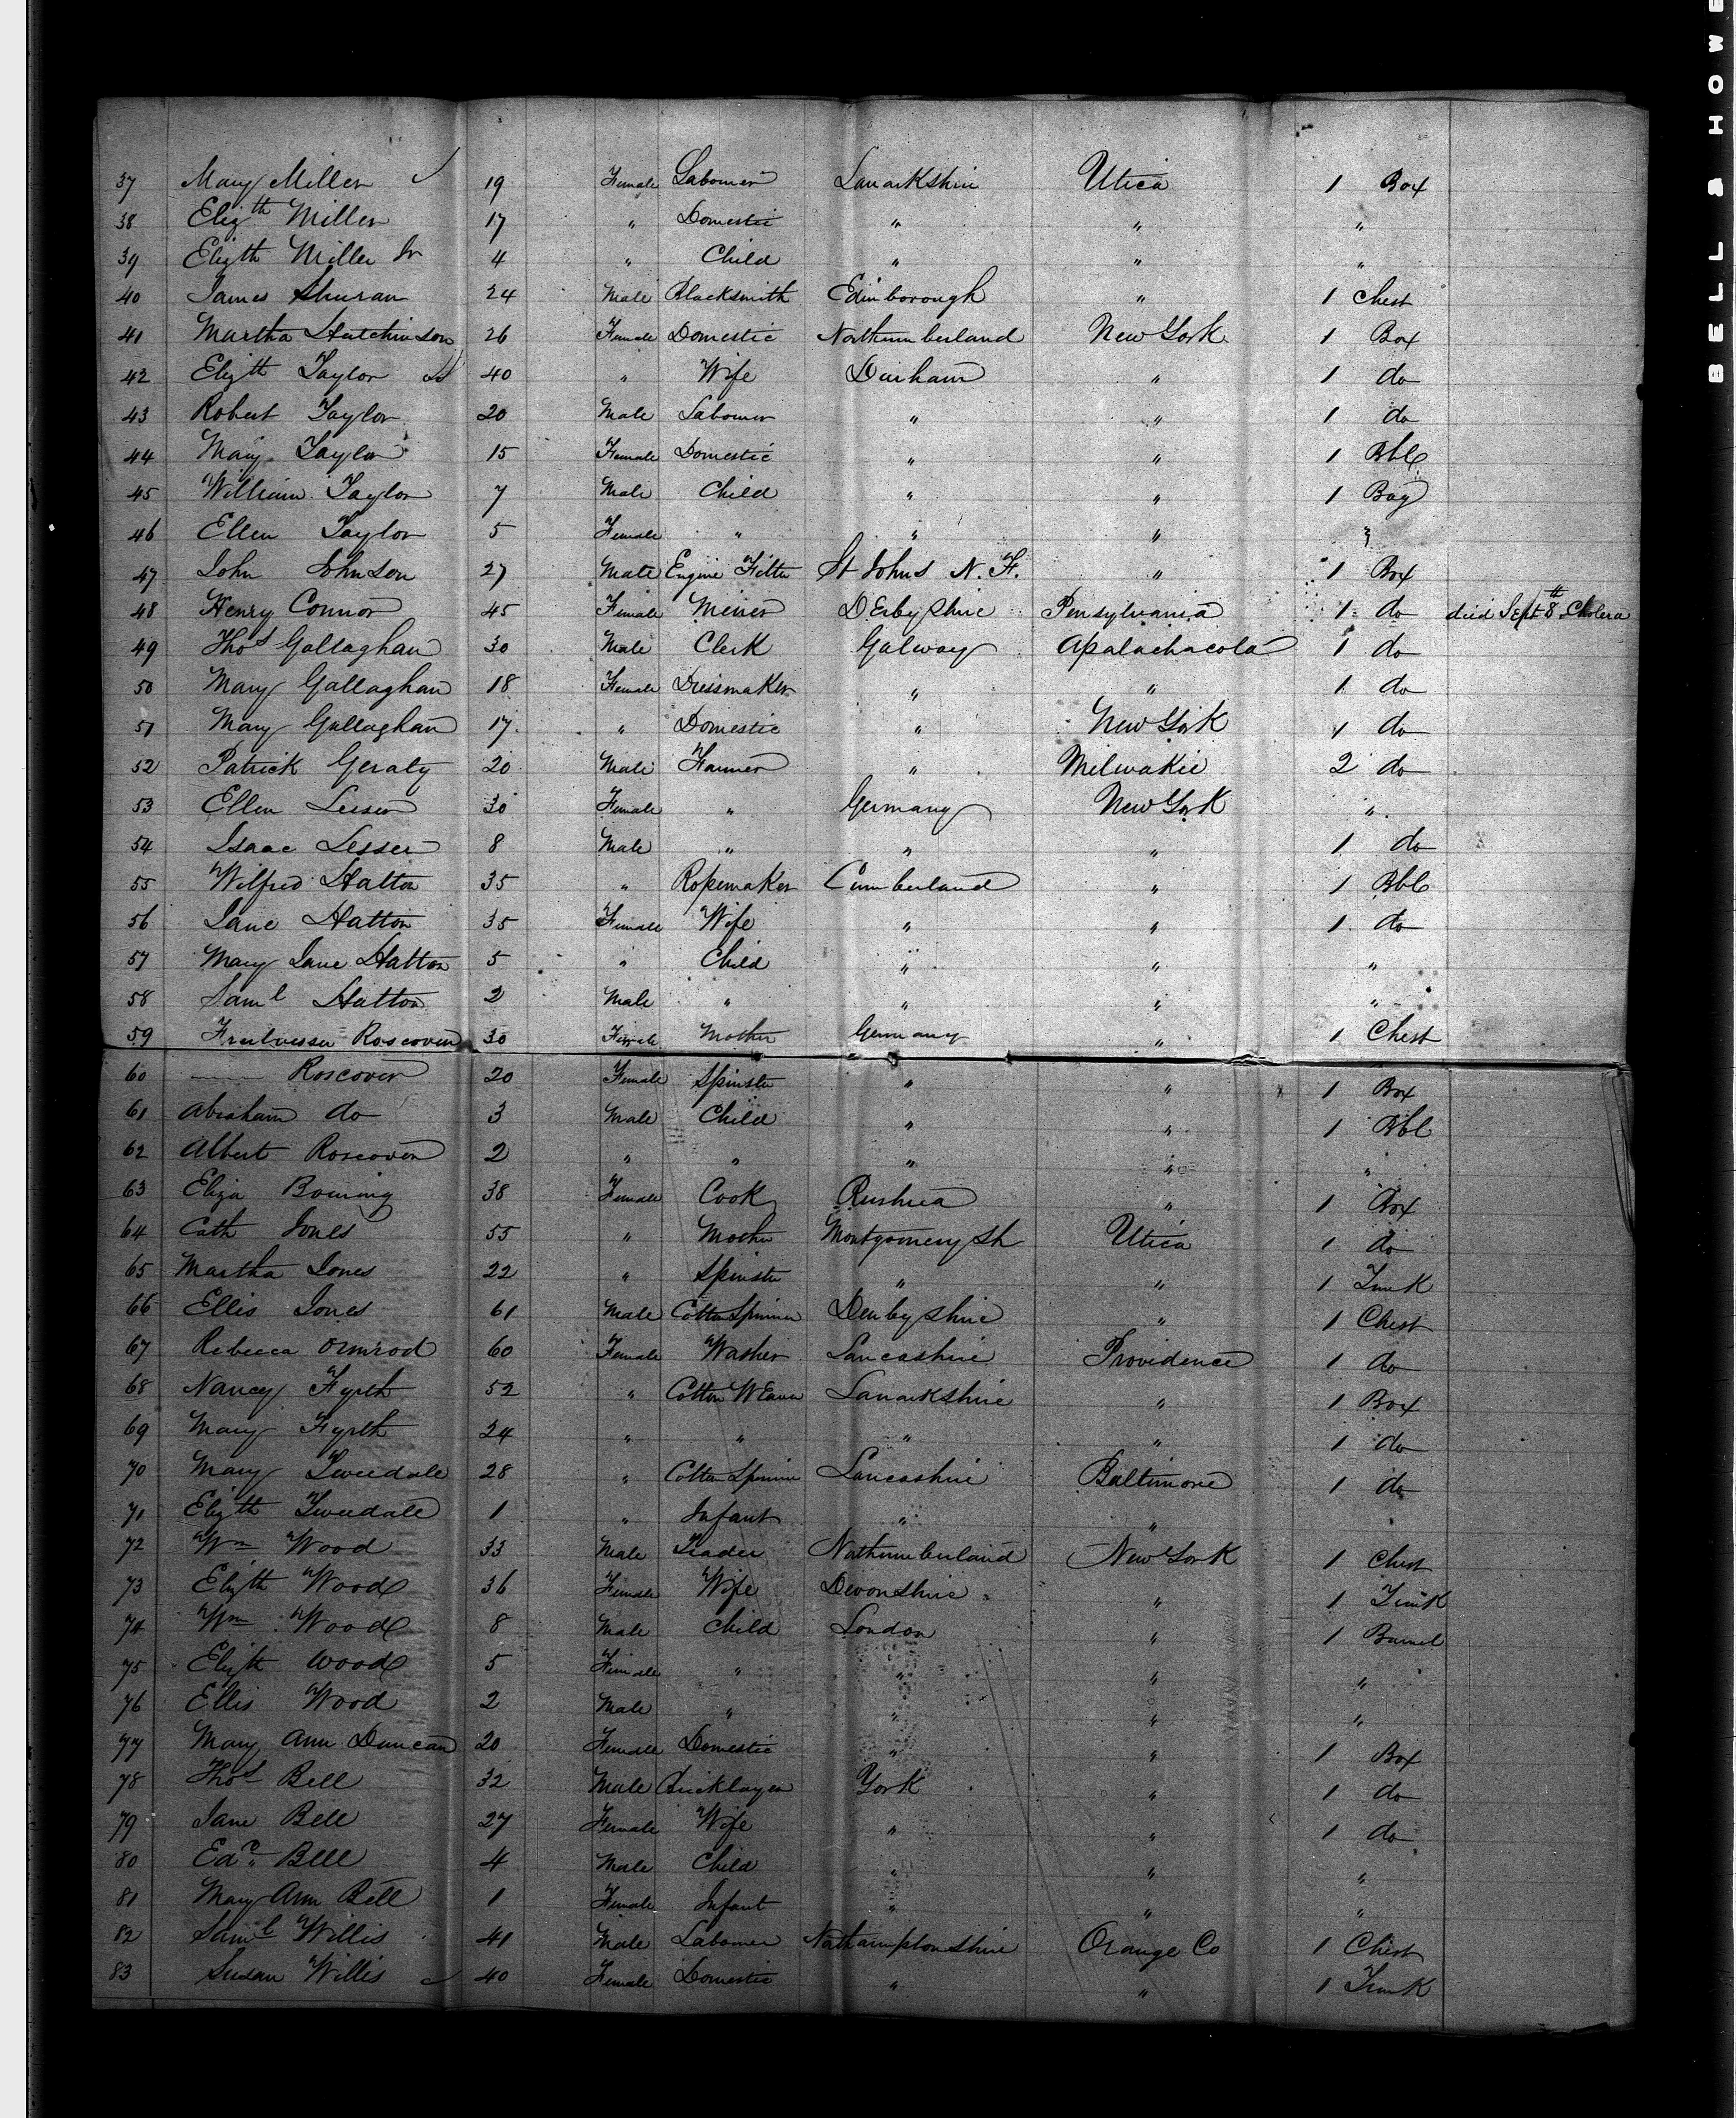 BELL & HOWE
37 Mary Miller 19 Female Labourer Lanarkshire Utica 1 Box
38 Elizth Miller 17 " Domestic " " "
39 Elizth Miller Jr 4 " Child " " "
40 James Shuran 24 Male Blacksmith Edinborough " 1 Chest
41 Martha Hutchinson 26 Female Domestic Northumberland New York 1 Box
42 Elizth Taylor 40 " Wife Durham " 1 do
43 Robert Taylor 20 Male Labourer " " 1 do
44 Mary Taylor 15 Female Domestic " " 1 Bbl
45 William Taylor 7 Male Child " " 1 Bag
46 Ellen Taylor 5 Female " " " "
47 John Johnson 27 Male Engine Fitter St Johns N. F. " 1 Box
48 Henry Connor 45 Female Miner Derbyshire Pensylvania 1 do died Sept 8th Cholera
49 Thos Gallaghan 30 Male Clerk Galway Apalachacola 1 do
50 Mary Gallaghan 18 Female Dressmaker " " 1 do
51 Mary Gallaghan 17 " Domestic " New York 1 do
52 Patrick Geraty 20 Male Farmer " Milwakie 2 do
53 Ellen Lesser 30 Female " Germany New York "
54 Isaac Lesser 8 Male " " " 1 do
55 Wilfred Hatton 35 " Ropemaker Cumberland " 1 Bbl
56 Jane Hatton 35 Female Wife " " 1 do
57 Mary Jane Hatton 5 " Child " " "
58 Saml Hatton 2 Male " " " "
59 Roscover 30 Female Mother Germany " 1 Chest
60 —— Roscover 20 Female Spinster " " 1 Box
61 Abraham do 3 Male Child " " 1 Bbl
62 Albert Roscover 2 " " " " "
63 Eliza Bowing 38 Female Cook Rushua " 1 Box
64 Cath Jones 55 " Mother Montgomery Sh Utica 1 do
65 Martha Jones 22 " Spinster " " 1 Trunk
66 Ellis Jones 61 Male Cotton Spinner Denbyshire " 1 Chest
67 Rebecca Ormrod 60 Female Washer Lancashire Providence 1 do
68 Nancy Fyrth 52 " Cotton Weaver Lanarkshire " 1 Box
69 Mary Fyrth 24 " " " " 1 do
70 Mary Tweedale 28 " Cotton Spinner Lancashire Baltimore 1 do
71 Elizth Tweedale 1 " Infant " "
72 Wm Wood 33 Male Trader Northumberland New York 1 Chest
73 Elizth Wood 36 Female Wife Devonshire " 1 Trunk
74 Wm Wood 8 Male Child London " 1 Barrel
75 Elizth Wood 5 Female " " " "
76 Ellis Wood 2 Male " " " "
77 Mary Ann Duncan 20 Female Domestic " " 1 Box
78 Thos Bell 32 Male Bricklayer York " 1 do
79 Jane Bell 27 Female Wife " " 1 do
80 Edwd Bell 4 Male Child " " "
81 Mary Ann Bell 1 Female Infant " " "
82 Saml Willis 41 Male Labourer Nathamptonshire Orange Co 1 Chest
83 Susan Willis 40 Female Domestic " " 1 Trunk